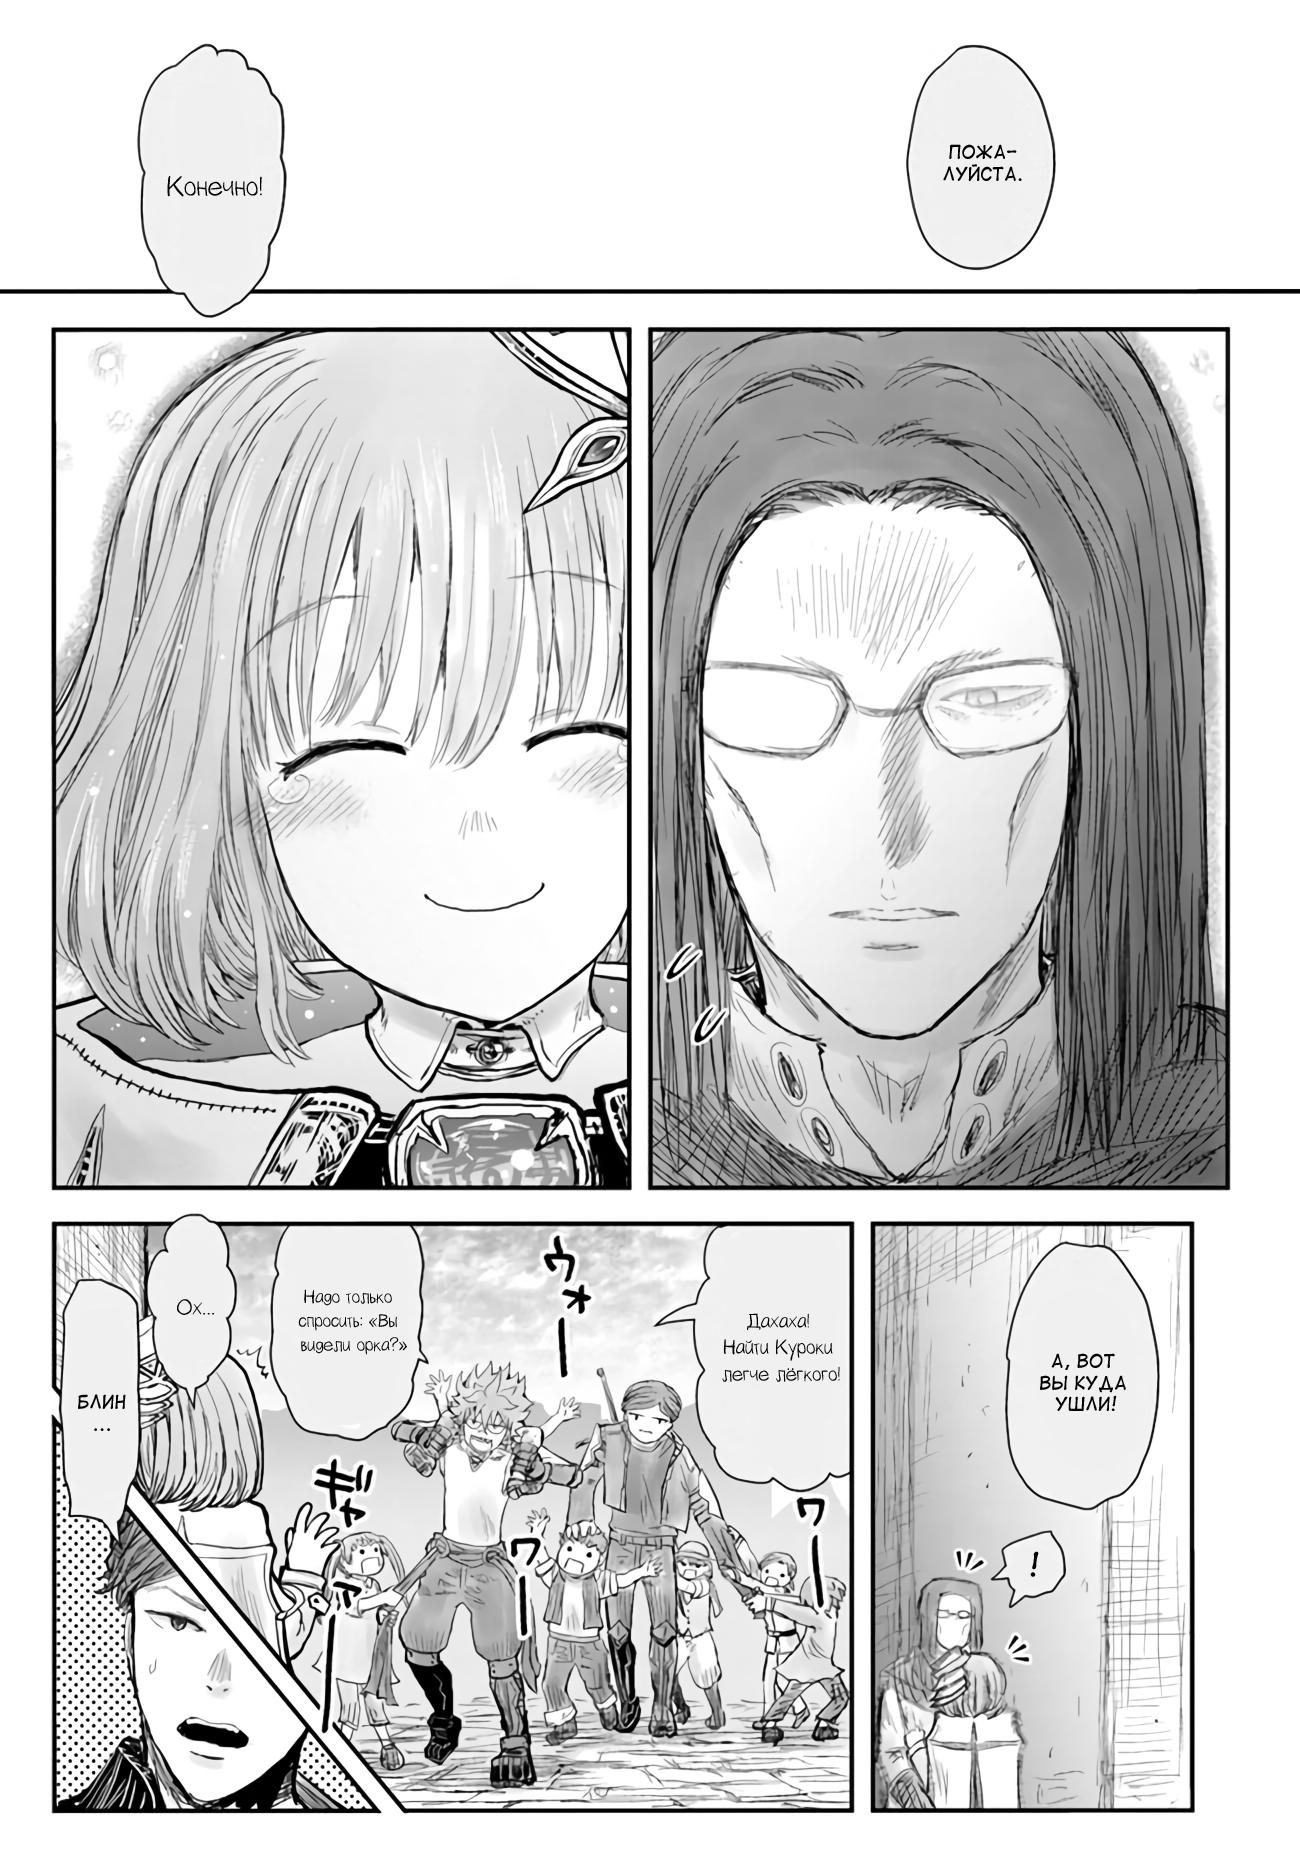 ПОЖА-
ЛУЙСТА.
Конечно!
А, ВОТ
ВЫ КУДА
УШЛИ!
!
Дахаха!
Найти Куроки
легче лёгкого!
Надо только
спросить: «Вы
видели орка?»
ウォー
ギャー
ワー
ワー
Ох...
БЛИН
...